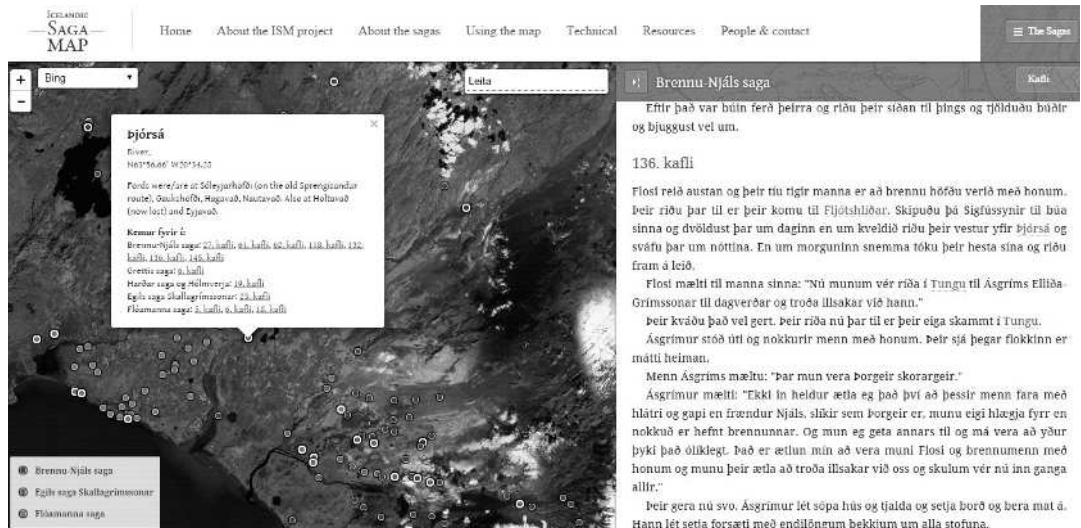 ICELANDIC
SAGA
MAP
Home About the ISM project About the sagas Using the map Technical Resources People & contact
≡ The Sagas
+
−
Bing
Leita
Brennu-Njáls saga
Kafli
×
Þjórsá
River,
Fords were/are at Sóleyjarhöfði (on the old Sprengisandur
route), Gaukshöfði, Hagavað, Nautavað. Also at Holtavað
(now lost) and Eyjavað.
Kemur fyrir í:
Brennu-Njáls saga: kafli, kafli, kafli, kafli,
kafli, kafli, kafli
Grettis saga: kafli
Harðar saga og Hólmverja: 19. kafli
Egils saga Skallagrímssonar: 23. kafli
Flóamanna saga: 5. kafli, kafli, kafli
Brennu-Njáls saga
Egils saga Skallagrímssonar
Flóamanna saga
Eftir það var búin ferð þeirra og riðu þeir síðan til þings og tjölduðu búðir
og bjuggust vel um.
136. kafli
Flosi reið austan og þeir tíu tigir manna er að brennu höfðu verið með honum.
Þeir riðu þar til er þeir komu til Fljótshlíðar. Skipuðu þá Sigfússynir til búa
sinna og dvöldust þar um daginn en um kveldið riðu þeir vestur yfir Þjórsá og
sváfu þar um nóttina. En um morguninn snemma tóku þeir hesta sína og riðu
fram á leið.
Flosi mælti til manna sinna: "Nú munum vér ríða í Tungu til Ásgríms Elliða-
Grímssonar til dagverðar og troða illsakar við hann."
Þeir kváðu það vel gert. Þeir ríða nú þar til er þeir eiga skammt í Tungu.
Ásgrímur stóð úti og nokkurir menn með honum. Þeir sjá þegar flokkinn er
mátti heiman.
Menn Ásgríms mæltu: "Þar mun vera Þorgeir skorargeir."
Ásgrímur mælti: "Ekki in heldur ætla eg það því að þessir menn fara með
hlátri og gapi en frændur Njáls, slíkir sem Þorgeir er, munu eigi hlægja fyrr en
nokkuð er hefnt brennunnar. Og mun eg geta annars til og má vera að yður
þyki það ólíklegt. Það er ætlun mín að vera muni Flosi og brennumenn með
honum og munu þeir ætla að troða illsakar við oss og skulum vér nú inn ganga
allir."
Þeir gera nú svo. Ásgrímur lét sópa hús og tjalda og setja borð og bera mat á.
Hann lét setja forsæti með endilöngum bekkjum um alla stofuna.